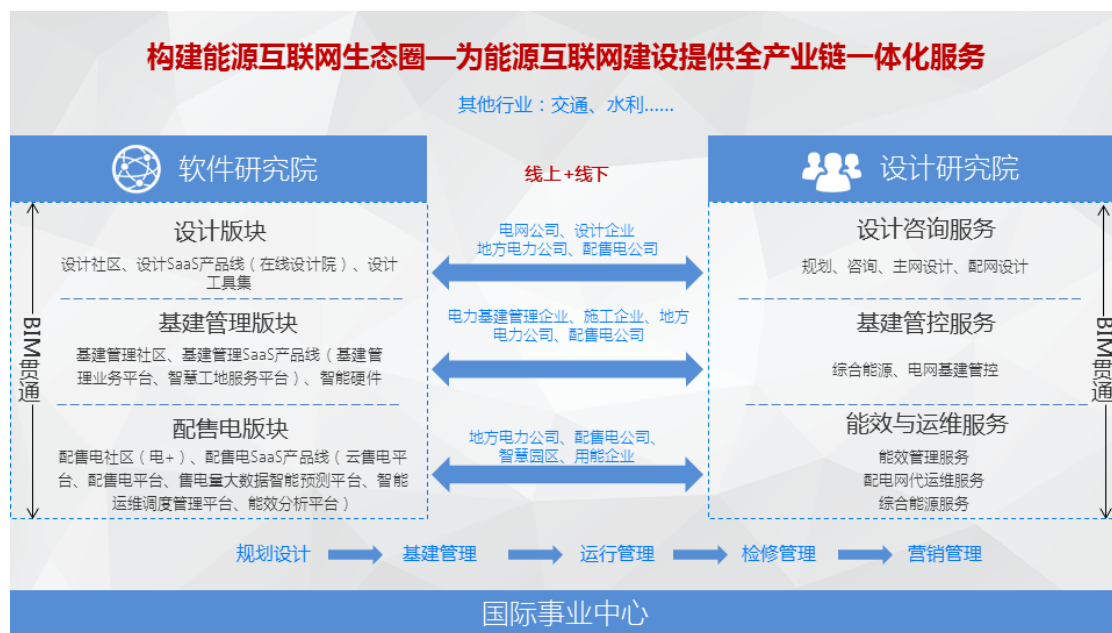 构建能源互联网生态圈—为能源互联网建设提供全产业链一体化服务
其他行业：交通、水利......
软件研究院
线上+线下
设计研究院
BIM贯通
设计版块
设计社区、设计SaaS产品线（在线设计院）、设计
工具集
基建管理版块
基建管理社区、基建管理SaaS产品线（基建管
理业务平台、智慧工地服务平台）、智能硬件
配售电版块
配售电社区（电+）、配售电SaaS产品线（云售电平
台、配售电平台、售电量大数据智能预测平台、智能
运维调度管理平台、能效分析平台）
电网公司、设计企业
地方电力公司、配售电公司
电力基建管理企业、施工企业、地方
电力公司、配售电公司
地方电力公司、配售电公司、
智慧园区、用能企业
设计咨询服务
规划、咨询、主网设计、配网设计
基建管控服务
综合能源、电网基建管控
能效与运维服务
能效管理服务
配电网代运维服务
综合能源服务
BIM贯通
规划设计 基建管理 运行管理 检修管理 营销管理
国际事业中心